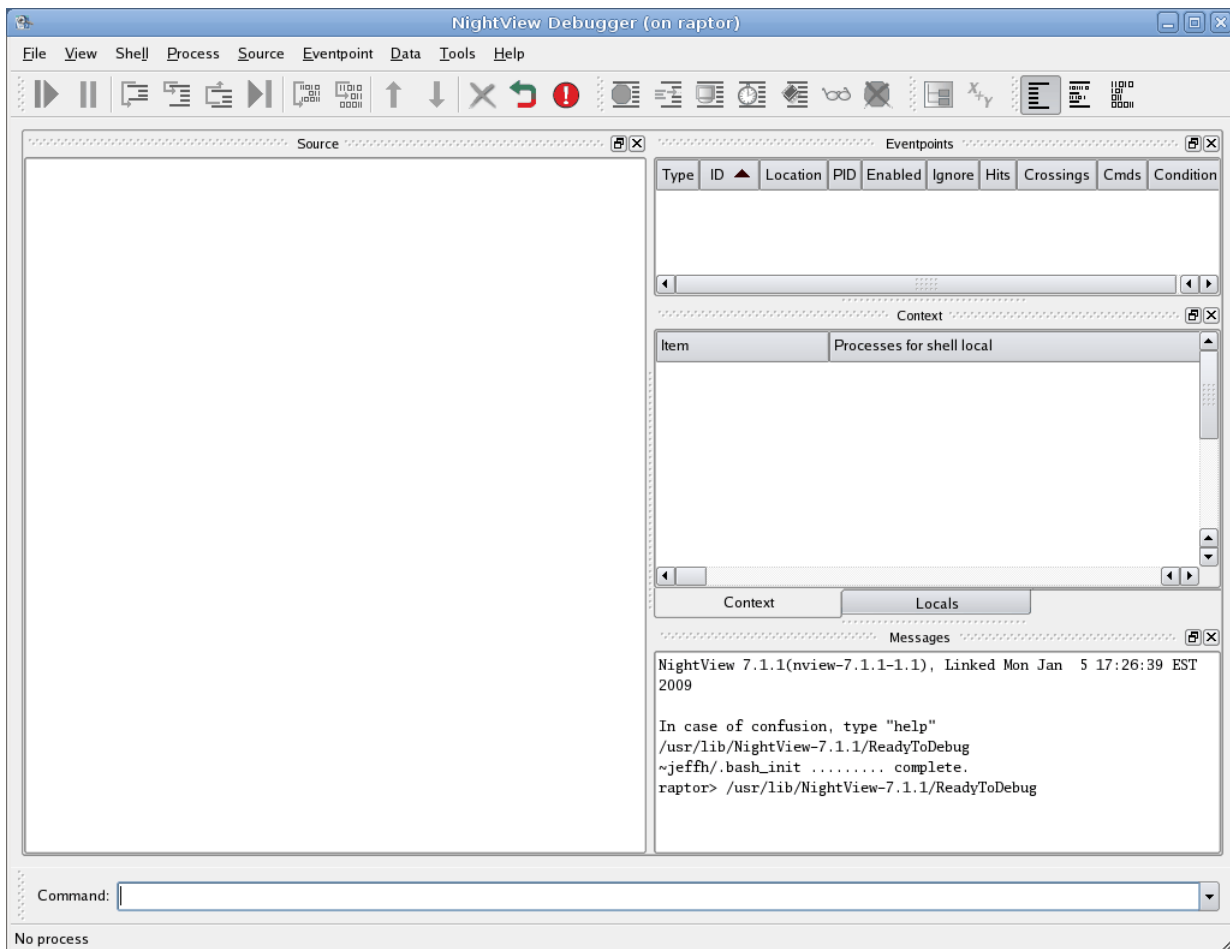 NightView Debugger (on raptor)
File View Shell Process Source Eventpoint Data Tools Help
Source
Eventpoints
Type ID Location PID Enabled Ignore Hits Crossings Cmds Condition
Context
Item Processes for shell local
Context Locals
Messages
NightView 7.1.1(nview-7.1.1-1.1), Linked Mon Jan  5 17:26:39 EST
2009
In case of confusion, type "help"
/usr/lib/NightView-7.1.1/ReadyToDebug
~jeffh/.bash_init ......... complete.
raptor> /usr/lib/NightView-7.1.1/ReadyToDebug
Command:
No process